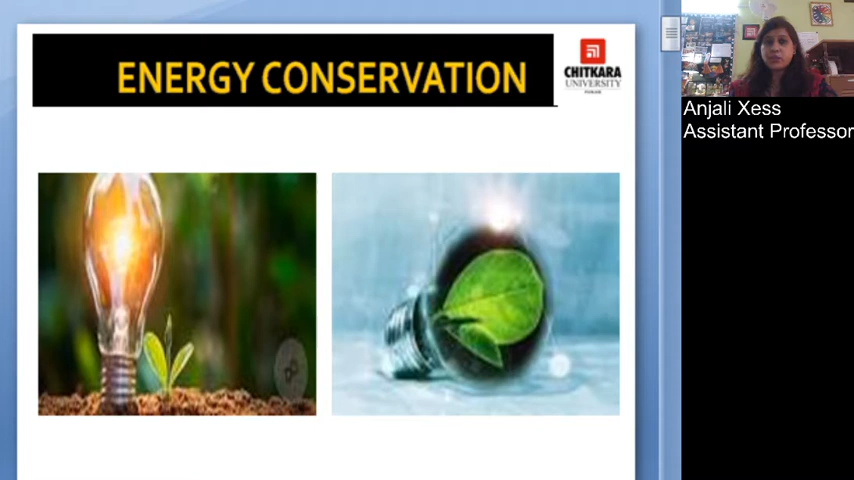 ENERGY CONSERVATION
CHITKARA
UNIVERSITY
Anjali Xess
Assistant Professor